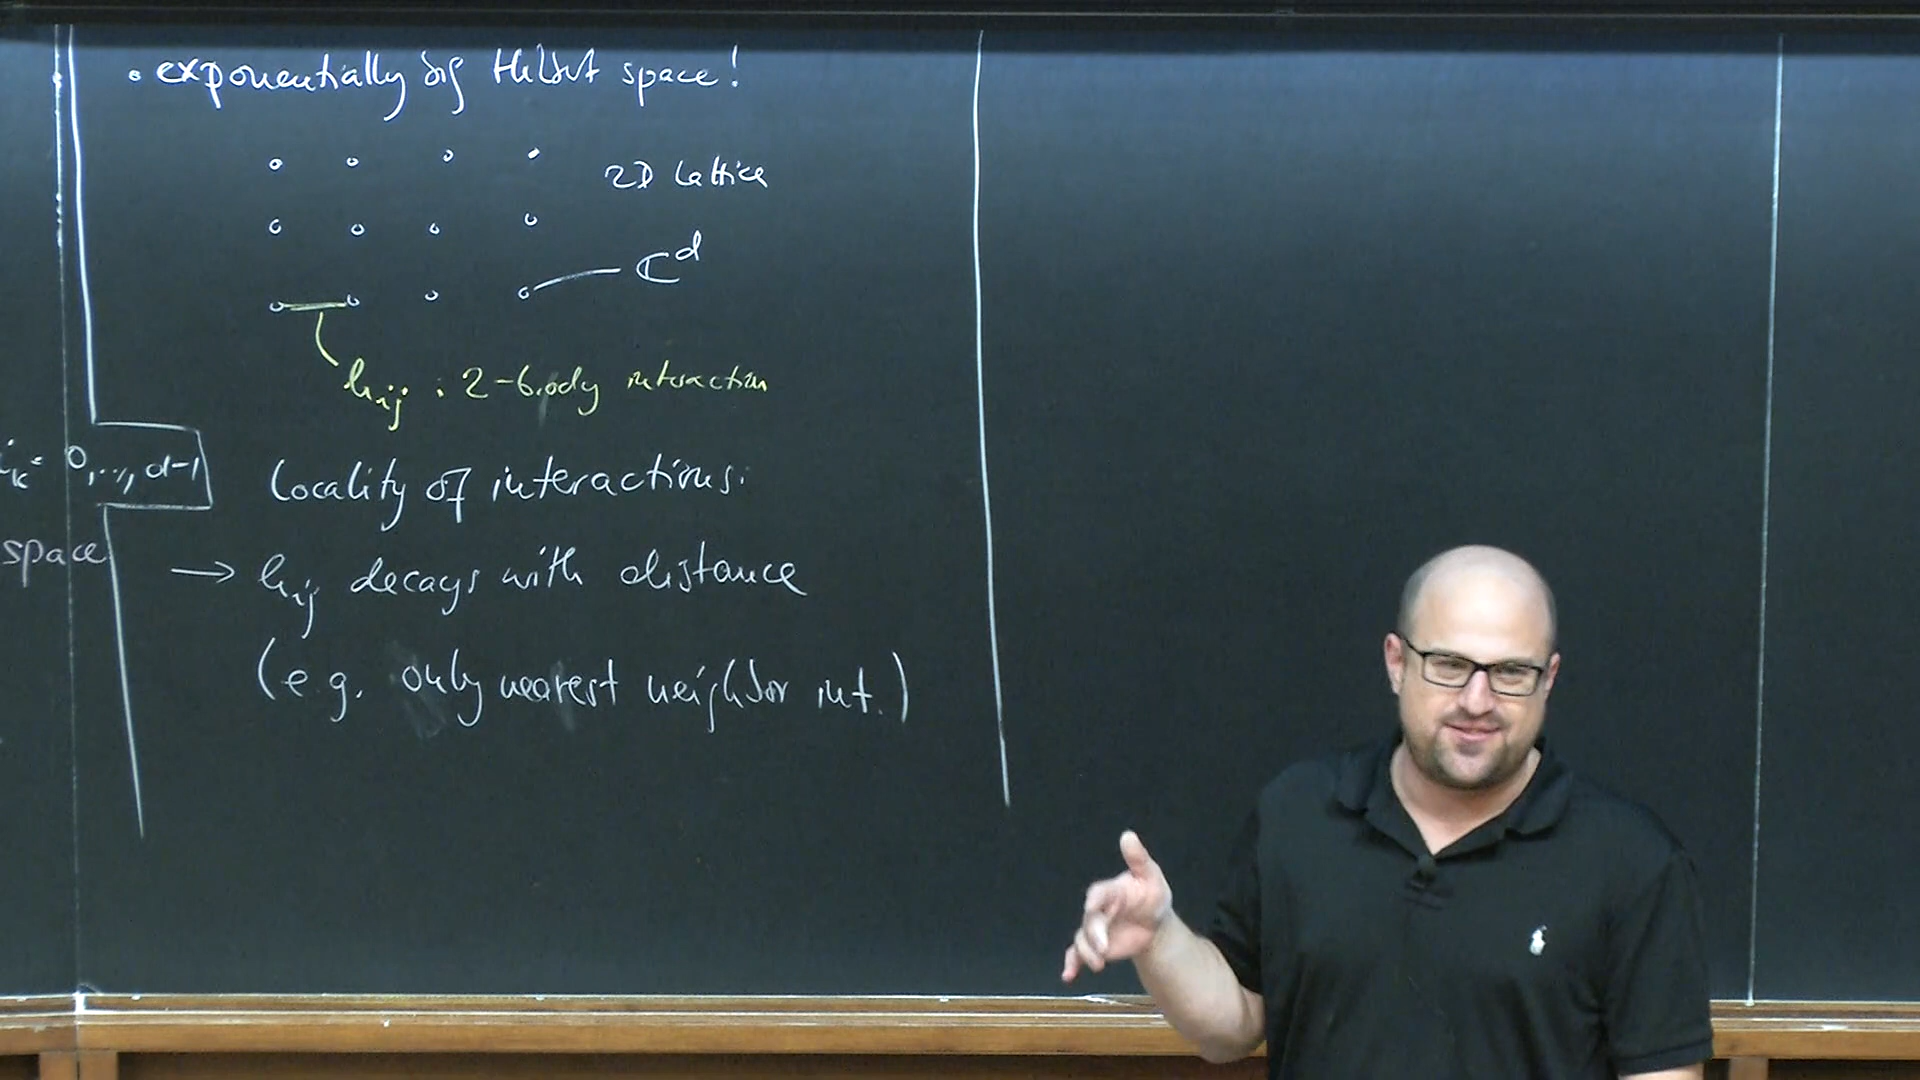 • exponentially big Hilbert space!
2D lattice
ℂ^d
h_ij : 2-body interaction
i_k = 0,..., d-1
Locality of interactions:
space
→ h_ij decays with distance
(e.g. only nearest neighbor int.)